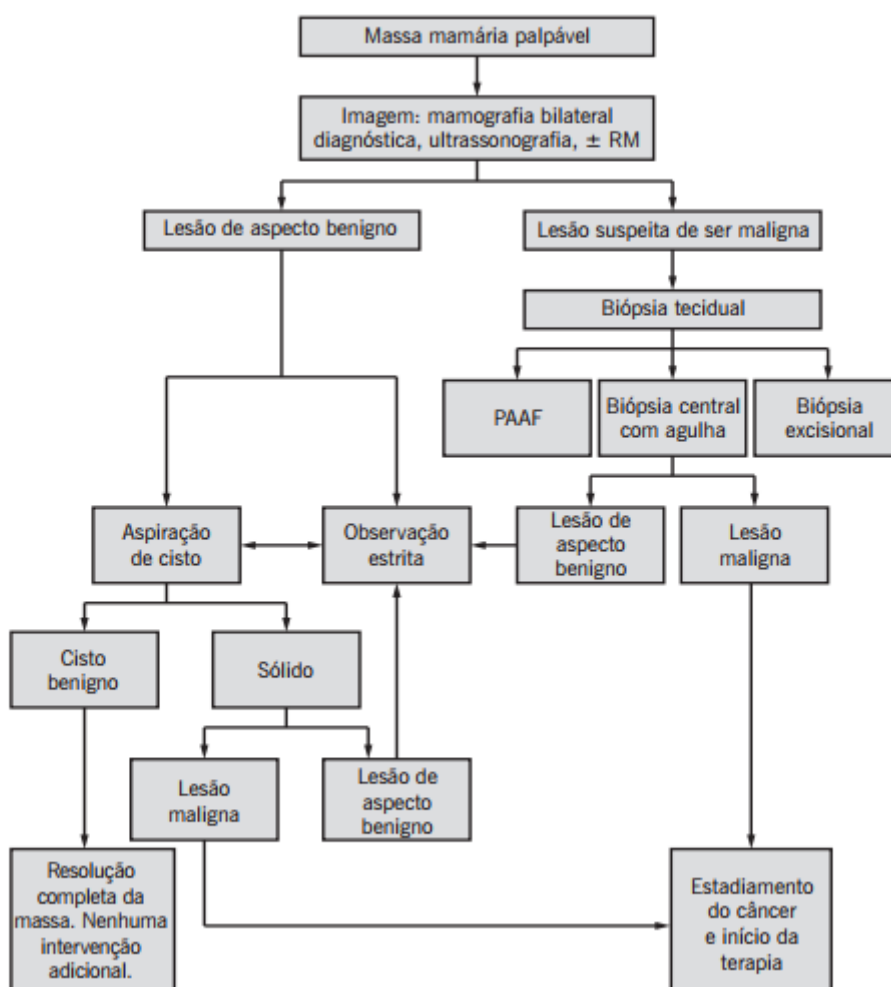 Massa mamária palpável
Imagem: mamografia bilateral
diagnóstica, ultrassonografia, ± RM
Lesão de aspecto benigno
Lesão suspeita de ser maligna
Biópsia tecidual
PAAF
Biópsia central
com agulha
Biópsia
excisional
Aspiração
de cisto
Observação
estrita
Lesão de
aspecto
benigno
Lesão
maligna
Cisto
benigno
Sólido
Lesão
maligna
Lesão de
aspecto
benigno
Resolução
completa da
massa. Nenhuma
intervenção
adicional.
Estadiamento
do câncer
e início da
terapia